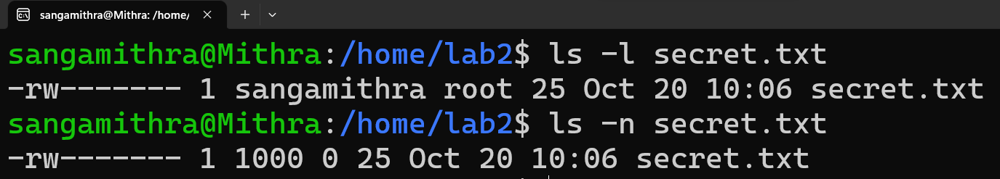 sangamithra@Mithra: /home/
sangamithra@Mithra:/home/lab2$ ls -l secret.txt
-rw------- 1 sangamithra root 25 Oct 20 10:06 secret.txt
sangamithra@Mithra:/home/lab2$ ls -n secret.txt
-rw------- 1 1000 0 25 Oct 20 10:06 secret.txt